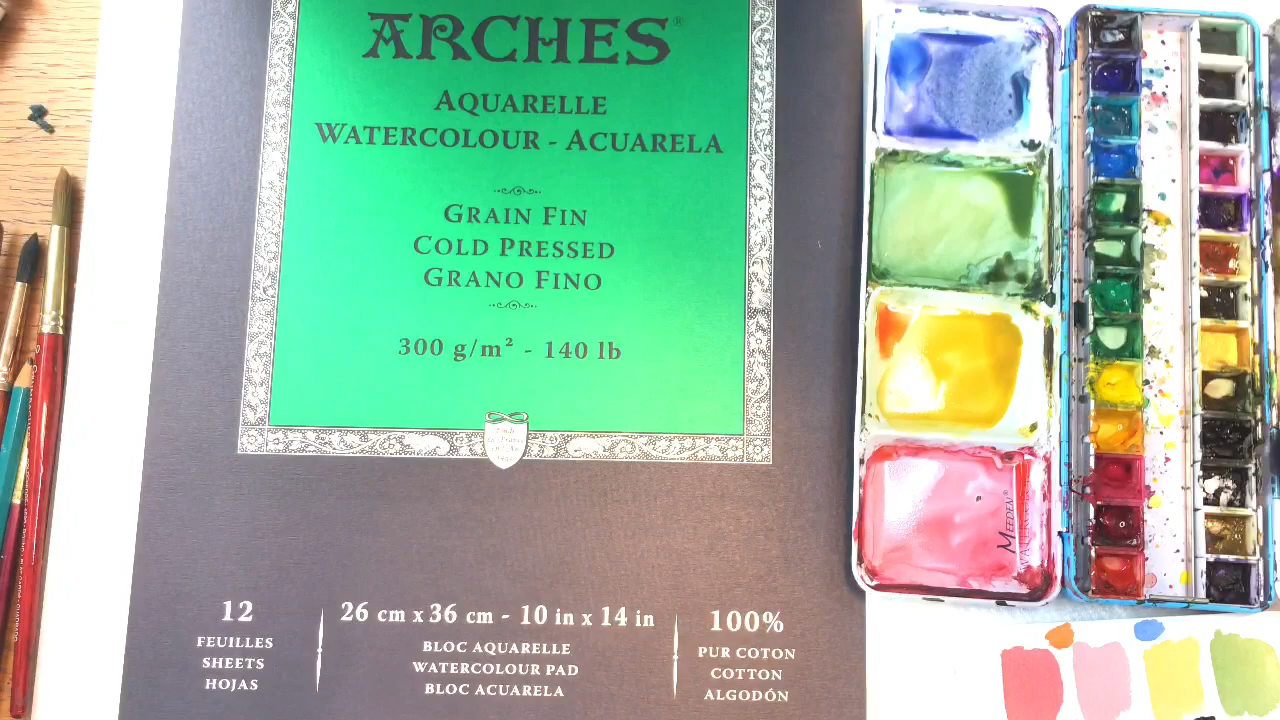 ARCHES®
AQUARELLE
WATERCOLOUR - ACUARELA
GRAIN FIN
COLD PRESSED
GRANO FINO
300 g/m² - 140 lb
12
FEUILLES
SHEETS
HOJAS
26 cm x 36 cm - 10 in x 14 in
BLOC AQUARELLE
WATERCOLOUR PAD
BLOC ACUARELA
100%
PUR COTON
COTTON
ALGODÓN
MEEDEN®